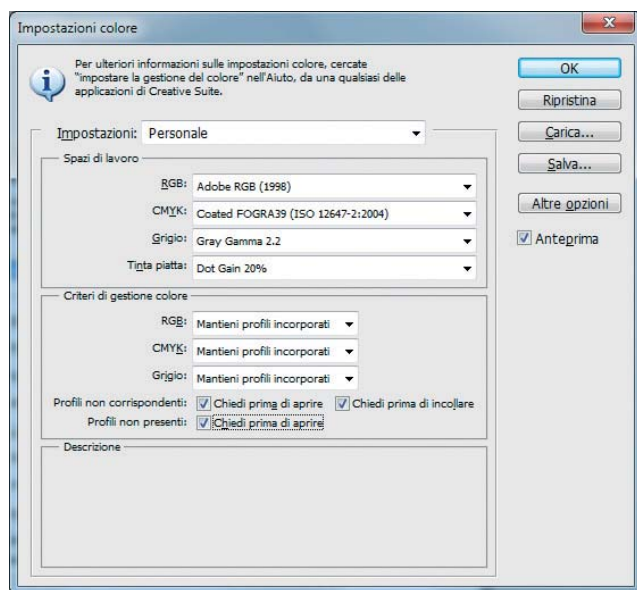 Impostazioni colore
Per ulteriori informazioni sulle impostazioni colore, cercate
"impostare la gestione del colore" nell'Aiuto, da una qualsiasi delle
applicazioni di Creative Suite.
Impostazioni: Personale
Spazi di lavoro
RGB: Adobe RGB (1998)
CMYK: Coated FOGRA39 (ISO 12647-2:2004)
Grigio: Gray Gamma 2.2
Tinta piatta: Dot Gain 20%
Criteri di gestione colore
RGB: Mantieni profili incorporati
CMYK: Mantieni profili incorporati
Grigio: Mantieni profili incorporati
Profili non corrispondenti: Chiedi prima di aprire Chiedi prima di incollare
Profili non presenti: Chiedi prima di aprire
Descrizione
OK
Ripristina
Carica...
Salva...
Altre opzioni
Anteprima